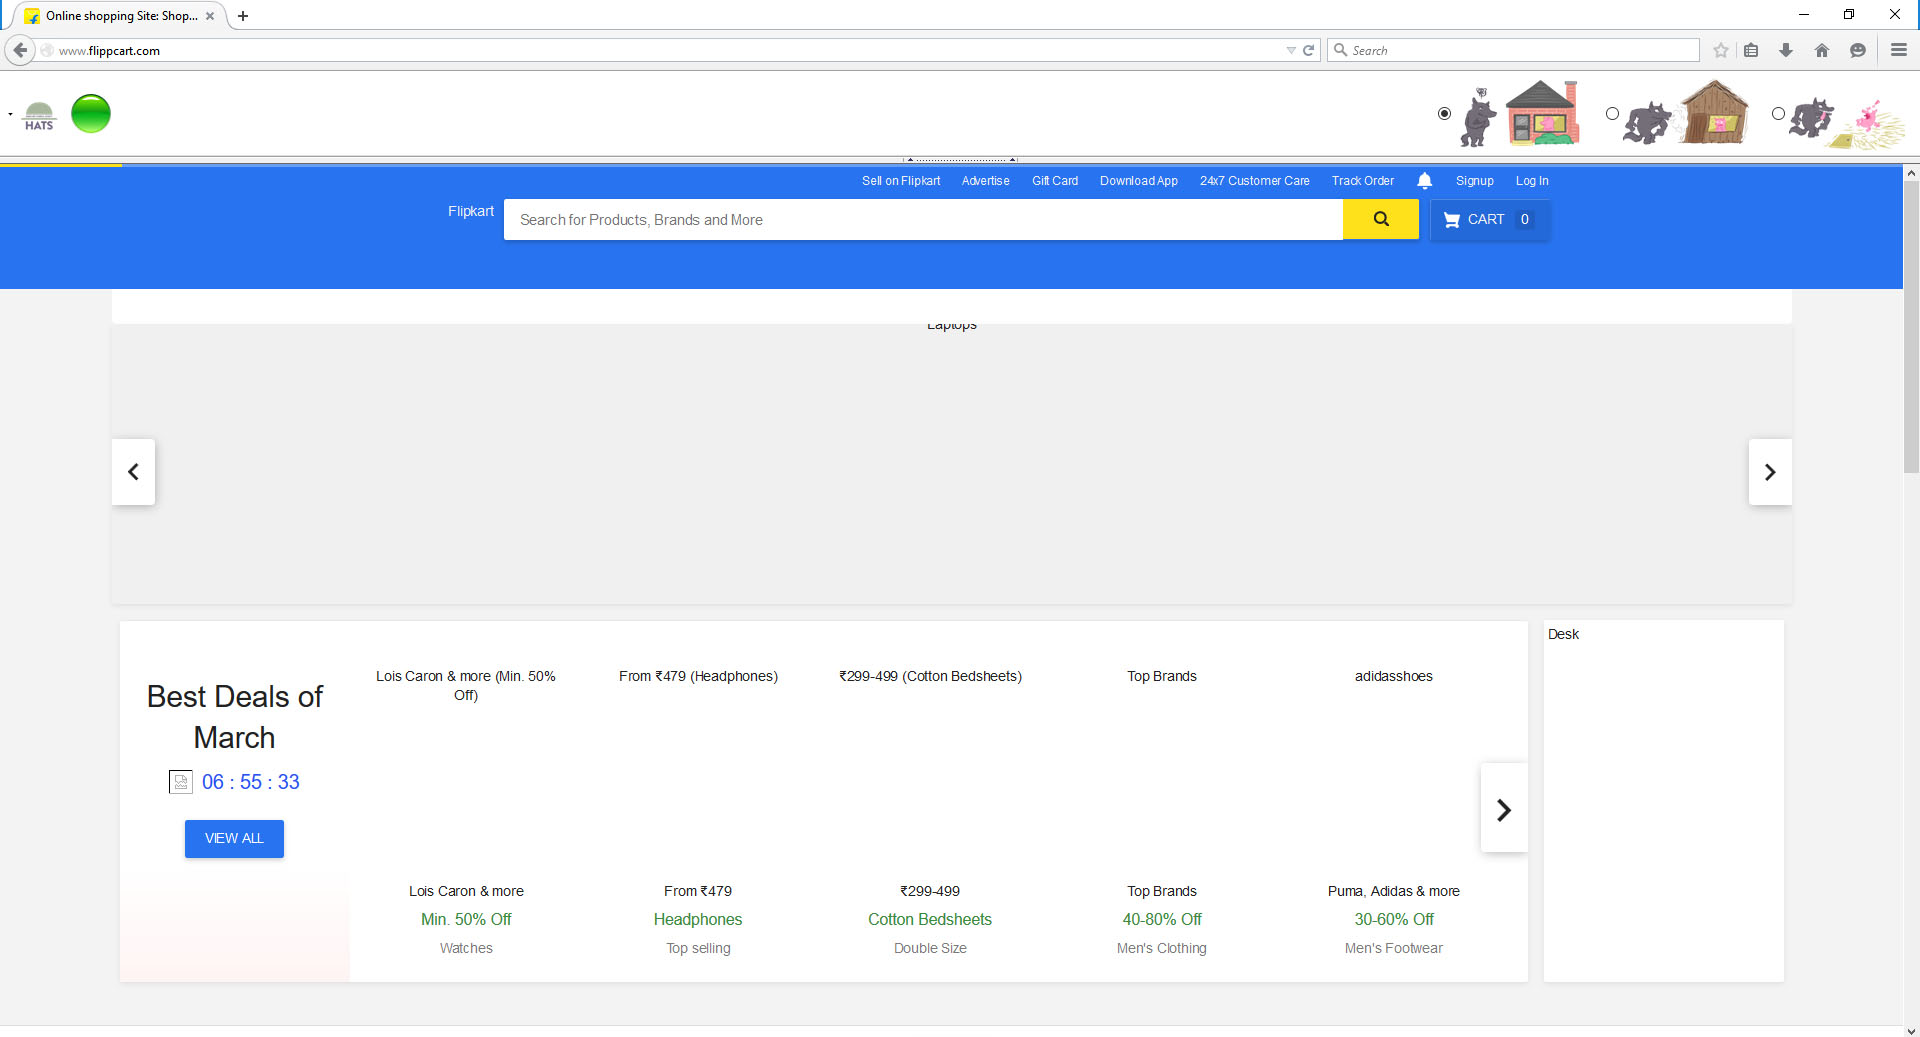 Online shopping Site: Shop...
www.flippcart.com
Search
HATS
Sell on Flipkart Advertise Gift Card Download App 24x7 Customer Care Track Order Signup Log In
Flipkart Search for Products, Brands and More CART 0
Laptops
Desk
Best Deals of
March
06 : 55 : 33
VIEW ALL
Lois Caron & more (Min. 50%
Off)
From ₹479 (Headphones)
₹299-499 (Cotton Bedsheets)
Top Brands
adidasshoes
Lois Caron & more
Min. 50% Off
Watches
From ₹479
Headphones
Top selling
₹299-499
Cotton Bedsheets
Double Size
Top Brands
40-80% Off
Men's Clothing
Puma, Adidas & more
30-60% Off
Men's Footwear